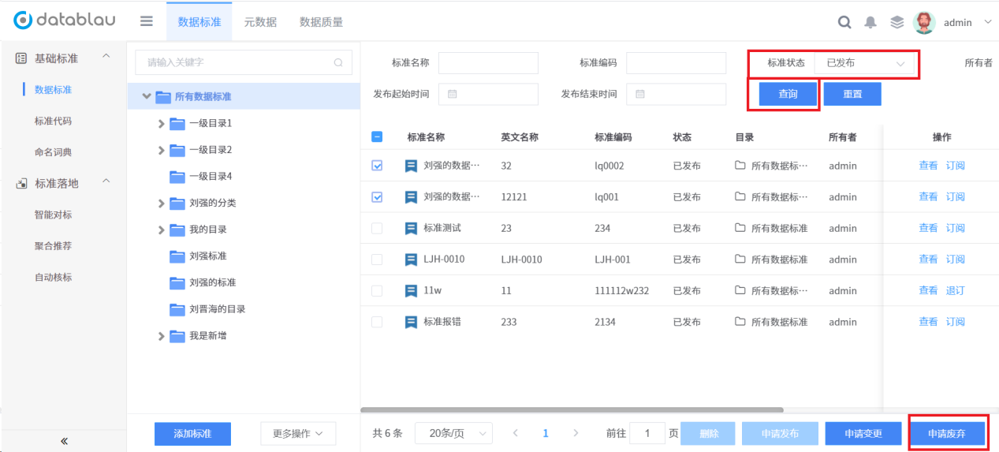 datablau
数据标准
元数据
数据质量
admin
基础标准
数据标准
标准代码
命名词典
标准落地
智能对标
聚合推荐
自动核标
请输入关键字
所有数据标准
一级目录1
一级目录2
一级目录4
刘强的分类
我的目录
刘强标准
刘强的标准
刘晋海的目录
我是新增
添加标准 更多操作
标准名称 标准编码 标准状态 已发布 所有者
发布起始时间 发布结束时间 查询 重置
标准名称 英文名称 标准编码 状态 目录 所有者 操作
刘强的数据… 32 lq0002 已发布 所有数据标… admin 查看 订阅
刘强的数据… 12121 lq001 已发布 所有数据标… admin 查看 订阅
标准测试 23 234 已发布 所有数据标准 admin 查看 订阅
LJH-0010 LJH-0010 LJH-001 已发布 所有数据标准 admin 查看 订阅
11w 11 111112w232 已发布 所有数据标… admin 查看 退订
标准报错 233 2134 已发布 所有数据标准 admin 查看 订阅
共 6 条 20条/页 1 前往 1 页 删除 申请发布 申请变更 申请废弃